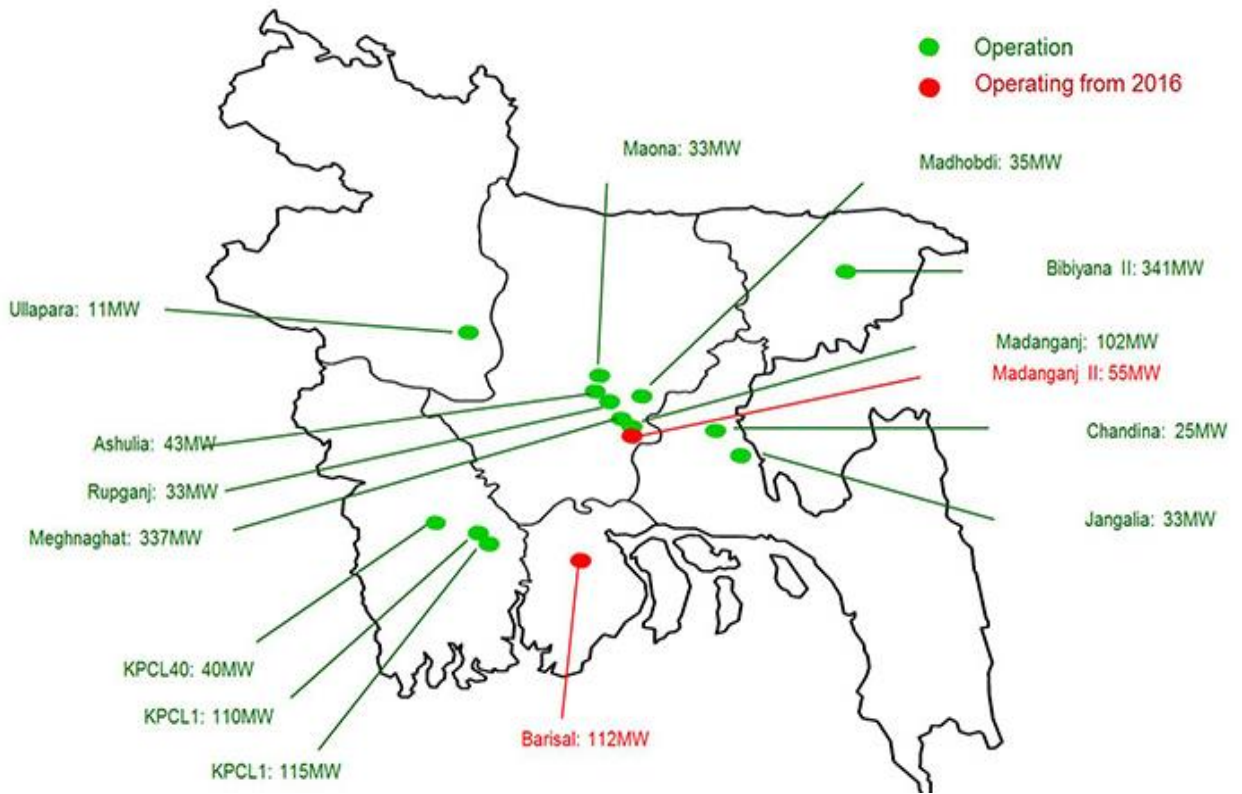 Operation
Operating from 2016
Maona: 33MW
Madhobdi: 35MW
Bibiyana II: 341MW
Ullapara: 11MW
Madanganj: 102MW
Madanganj II: 55MW
Chandina: 25MW
Ashulia: 43MW
Rupganj: 33MW
Jangalia: 33MW
Meghnaghat: 337MW
KPCL40: 40MW
KPCL1: 110MW
Barisal: 112MW
KPCL1: 115MW